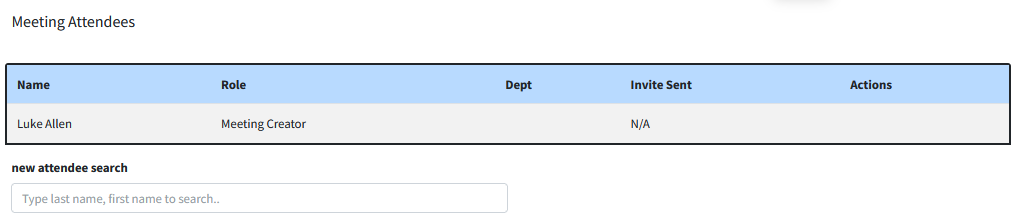 Meeting Attendees
Name Role Dept Invite Sent Actions
Luke Allen Meeting Creator N/A
new attendee search
Type last name, first name to search..